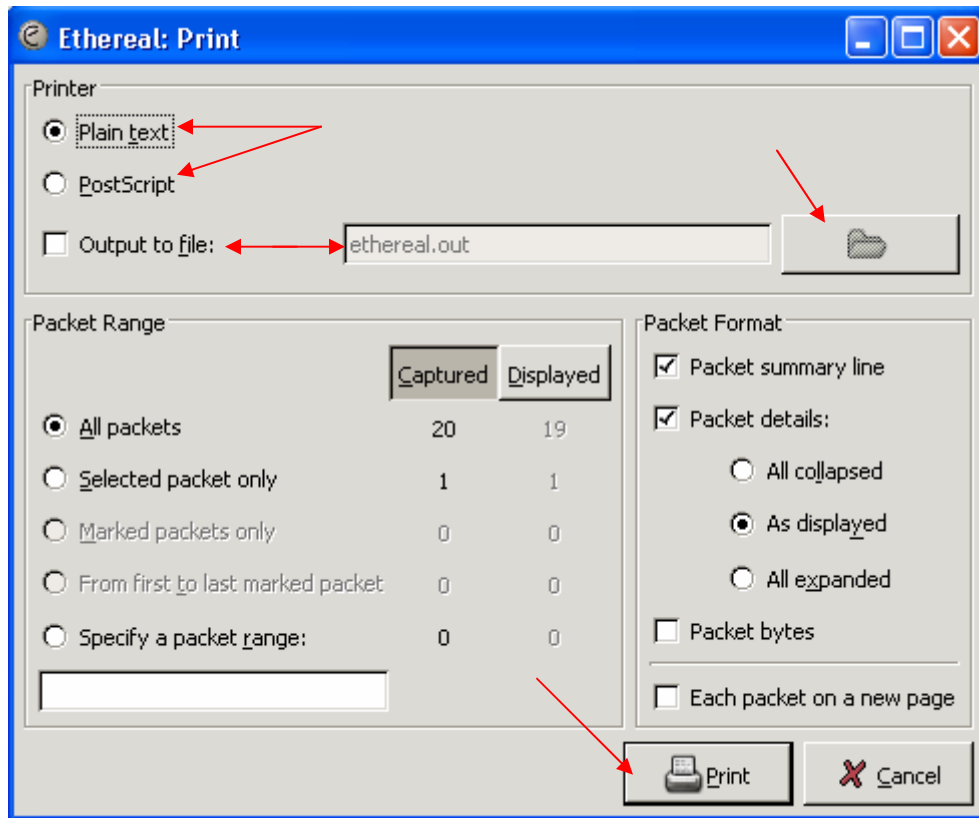 Ethereal: Print
Printer
Plain text
PostScript
Output to file: ethereal.out
Packet Range
Captured Displayed
All packets 20 19
Selected packet only 1 1
Marked packets only 0 0
From first to last marked packet 0 0
Specify a packet range: 0 0
Packet Format
Packet summary line
Packet details:
All collapsed
As displayed
All expanded
Packet bytes
Each packet on a new page
Print Cancel